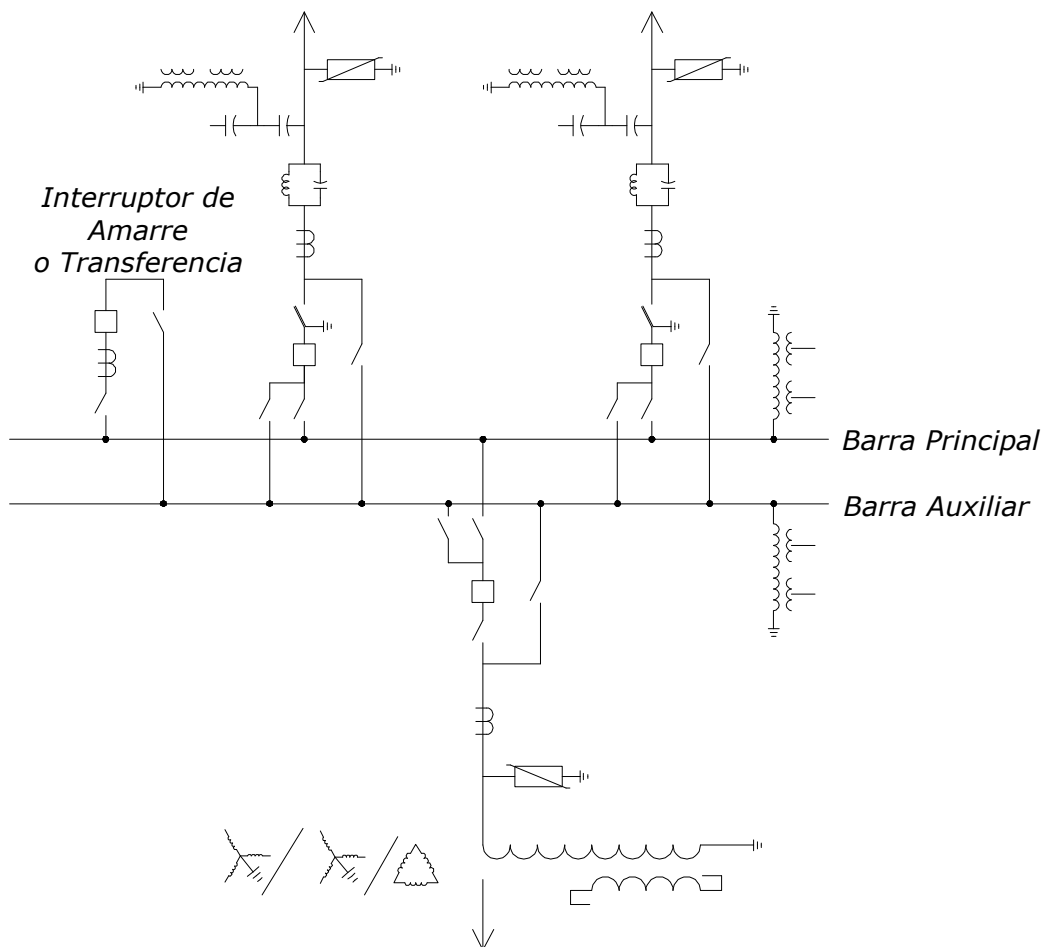 Interruptor de
Amarre
o Transferencia
Barra Principal
Barra Auxiliar